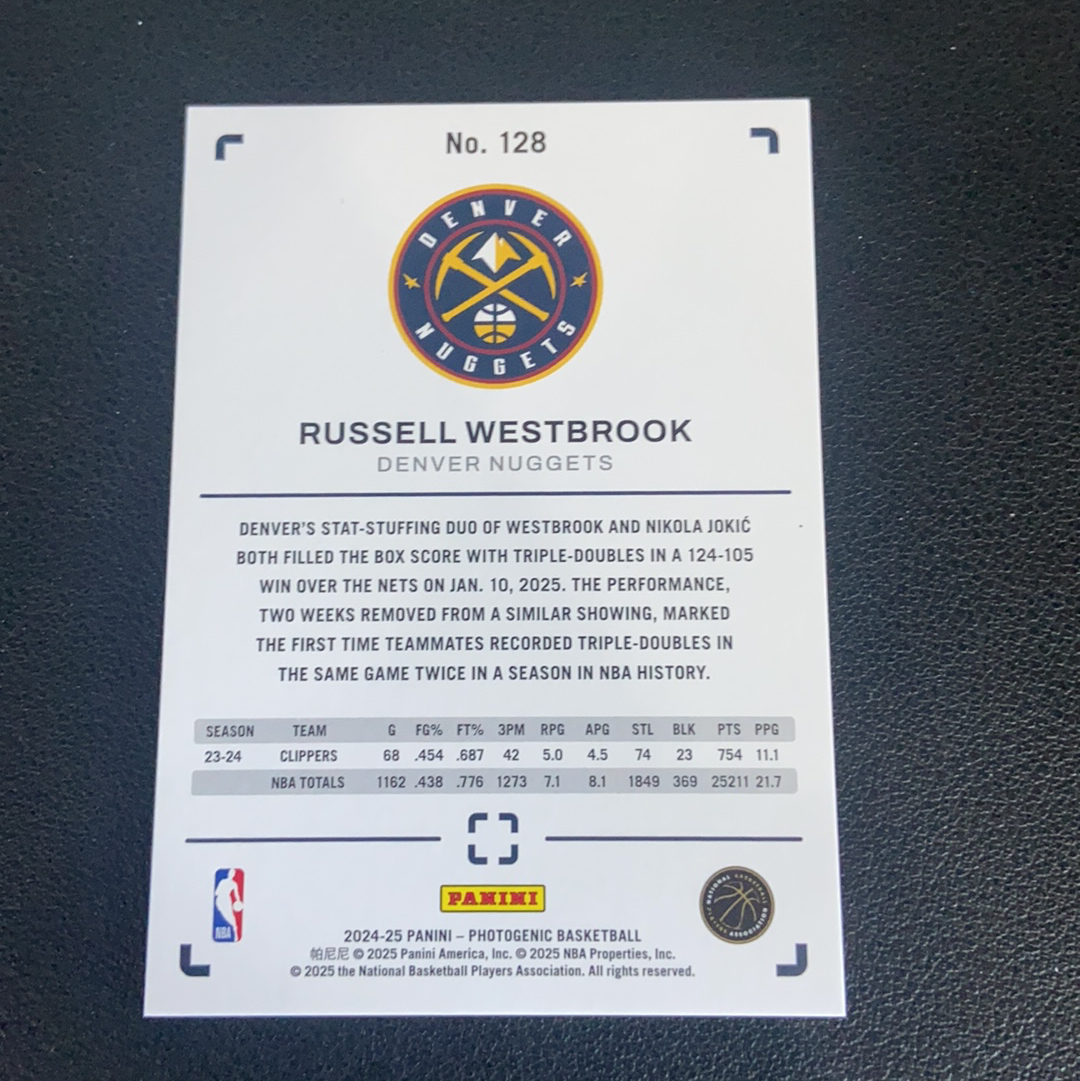 No. 128
DENVER
NUGGETS
RUSSELL WESTBROOK
DENVER NUGGETS
DENVER'S STAT-STUFFING DUO OF WESTBROOK AND NIKOLA JOKIĆ
BOTH FILLED THE BOX SCORE WITH TRIPLE-DOUBLES IN A 124-105
WIN OVER THE NETS ON JAN. 10, 2025. THE PERFORMANCE,
TWO WEEKS REMOVED FROM A SIMILAR SHOWING, MARKED
THE FIRST TIME TEAMMATES RECORDED TRIPLE-DOUBLES IN
THE SAME GAME TWICE IN A SEASON IN NBA HISTORY.
SEASON TEAM G FG% FT% 3PM RPG APG STL BLK PTS PPG
23-24 CLIPPERS 68 .454 .687 42 5.0 4.5 74 23 754 11.1
NBA TOTALS 1162 .438 .776 1273 7.1 8.1 1849 369 25211 21.7
NBA
PANINI
NATIONAL BASKETBALL
PLAYERS ASSOCIATION
2024-25 PANINI – PHOTOGENIC BASKETBALL
帕尼尼 © 2025 Panini America, Inc. © 2025 NBA Properties, Inc.
© 2025 the National Basketball Players Association. All rights reserved.